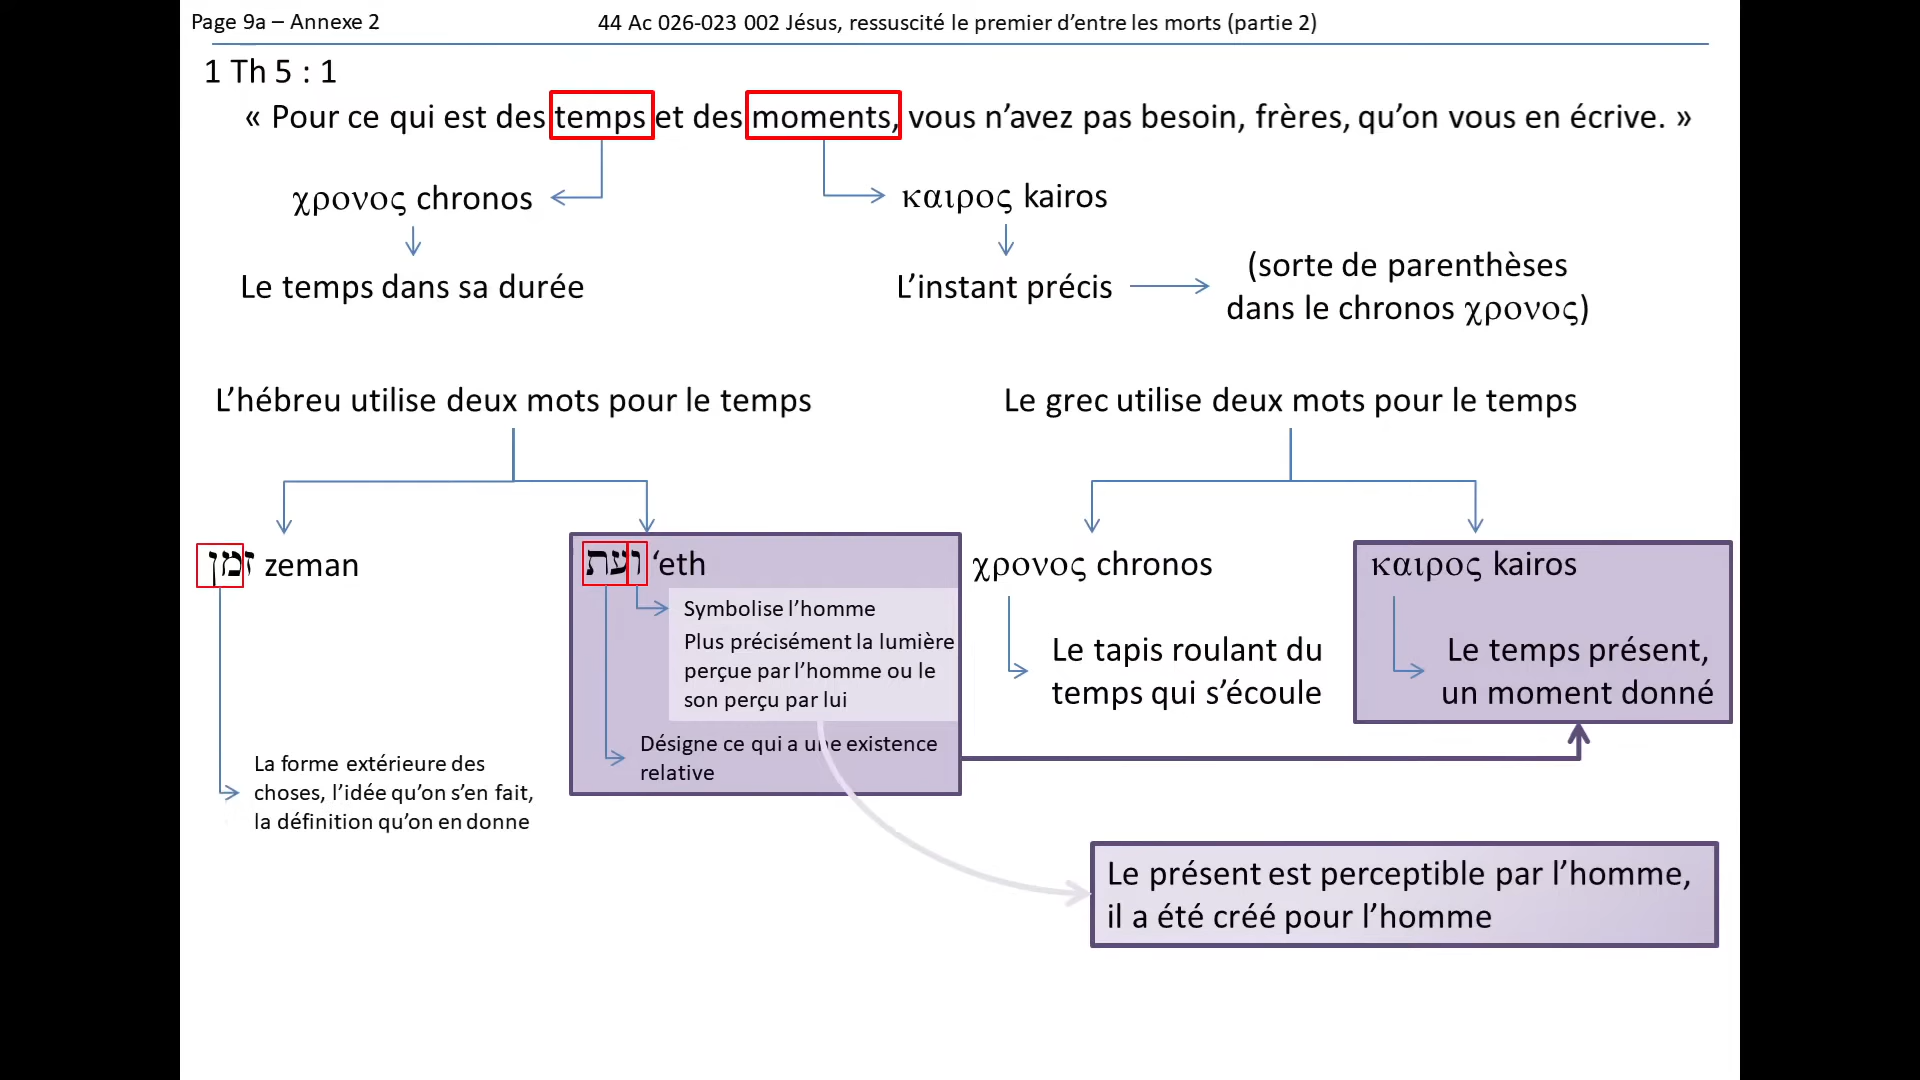 Page 9a – Annexe 2
44 Ac 026-023 002 Jésus, ressuscité le premier d’entre les morts (partie 2)
1 Th 5 : 1
« Pour ce qui est des temps et des moments, vous n’avez pas besoin, frères, qu’on vous en écrive. »
χρονος chronos
καιρος kairos
Le temps dans sa durée
L’instant précis
(sorte de parenthèses
dans le chronos χρονος)
L’hébreu utilise deux mots pour le temps
Le grec utilise deux mots pour le temps
זמן zeman
ועת ‘eth
χρονος chronos
καιρος kairos
Symbolise l’homme
Plus précisément la lumière
perçue par l’homme ou le
son perçu par lui
Le tapis roulant du
temps qui s’écoule
Le temps présent,
un moment donné
Désigne ce qui a une existence
relative
La forme extérieure des
choses, l’idée qu’on s’en fait,
la définition qu’on en donne
Le présent est perceptible par l’homme,
il a été créé pour l’homme